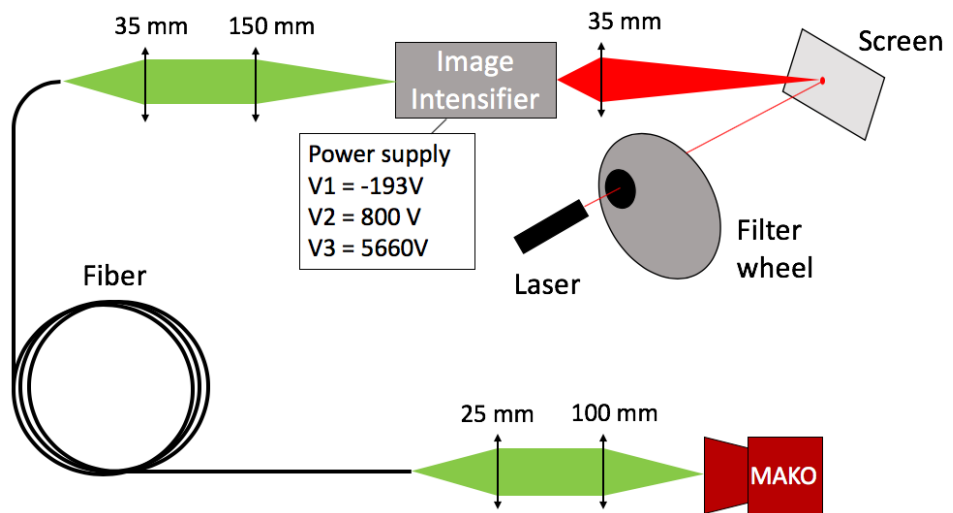 35 mm
150 mm
35 mm
Screen
Image
Intensifier
Power supply
V1 = -193V
V2 = 800 V
V3 = 5660V
Filter
wheel
Laser
Fiber
25 mm
100 mm
MAKO